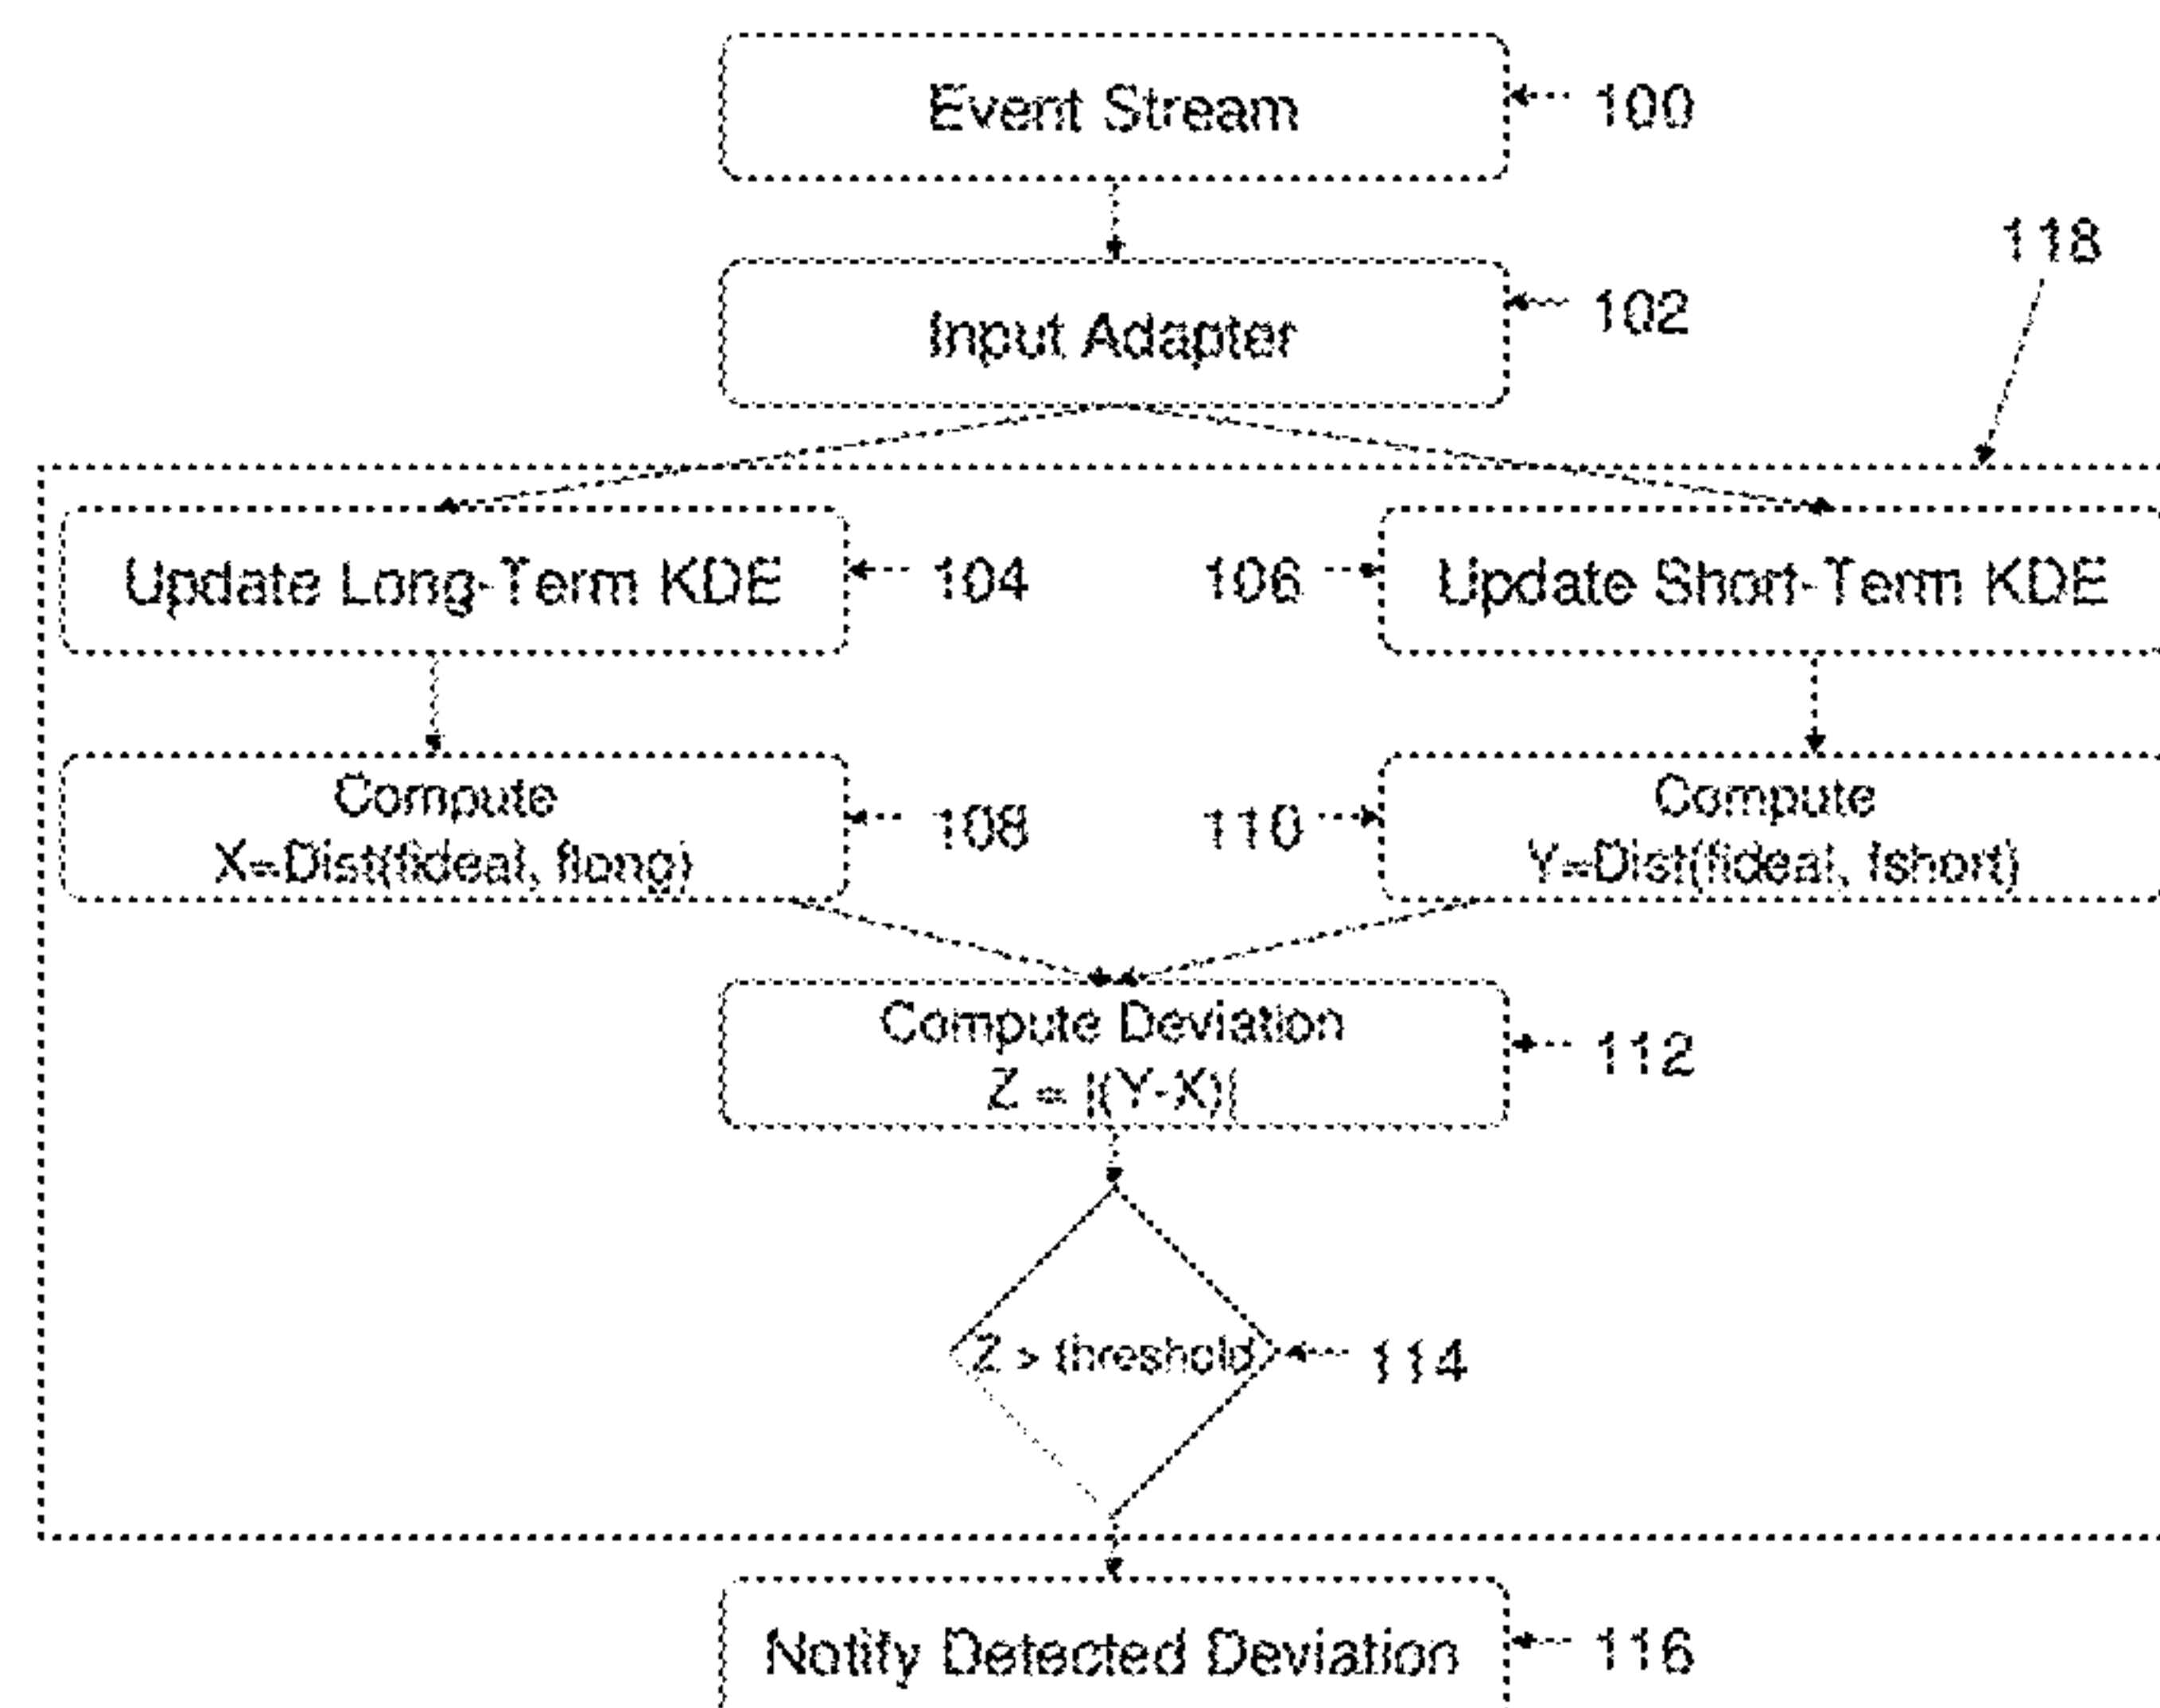 Event Stream
100
118
Input Adapter
102
Update Long-Term KDE
104
106
Update Short-Term KDE
Compute
X=Dist(fideal, flong)
108
110
Compute
Y=Dist(fideal, fshort)
Compute Deviation
Z = |(Y-X)|
112
Z > threshold
114
Notify Detected Deviation
116